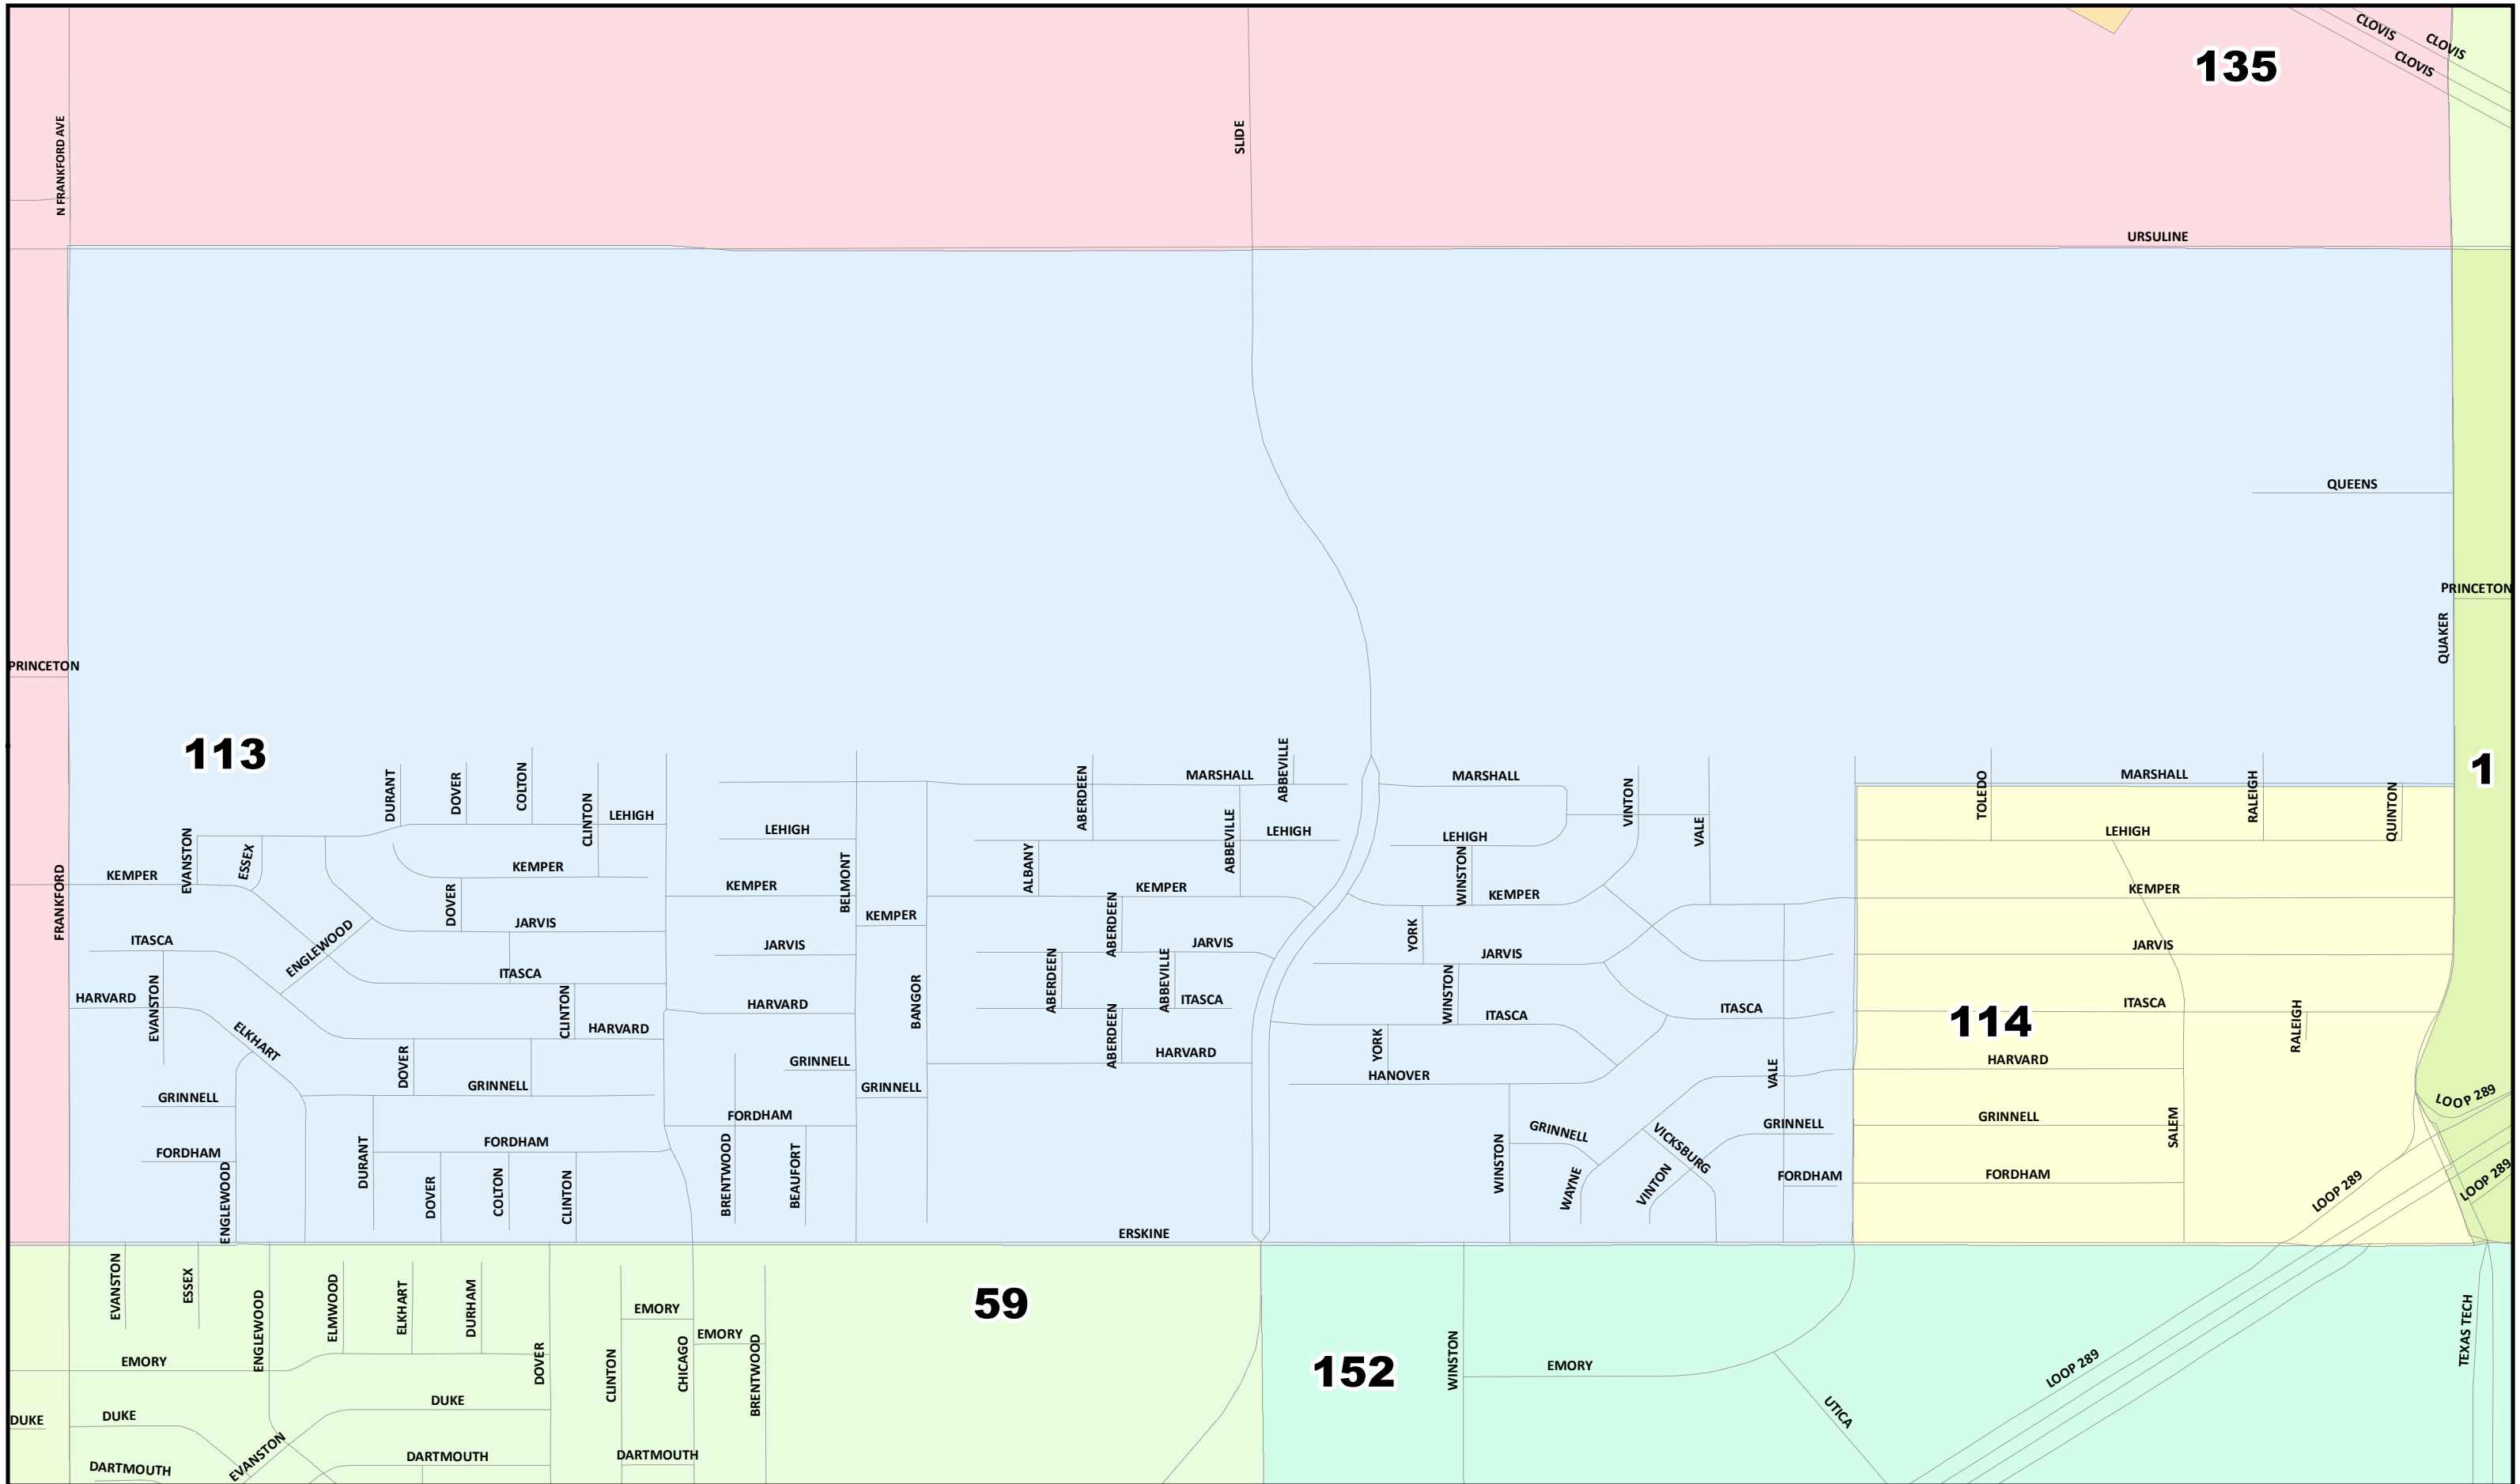 CLOVIS
CLOVIS
CLOVIS
135
N FRANKFORD AVE
SLIDE
URSULINE
QUEENS
PRINCETON
QUAKER
PRINCETON
113
1
DURANT
DOVER
COLTON
CLINTON
LEHIGH
ABERDEEN
MARSHALL
ABBEVILLE
MARSHALL
VINTON
VALE
TOLEDO
MARSHALL
RALEIGH
QUINTON
EVANSTON
ESSEX
LEHIGH
ABBEVILLE
LEHIGH
LEHIGH
LEHIGH
KEMPER
KEMPER
DOVER
KEMPER
BELMONT
ALBANY
KEMPER
WINSTON
KEMPER
KEMPER
FRANKFORD
KEMPER
ABERDEEN
JARVIS
ENGLEWOOD
ITASCA
JARVIS
JARVIS
YORK
JARVIS
JARVIS
ITASCA
EVANSTON
HARVARD
CLINTON
HARVARD
BANGOR
ABERDEEN
ABBEVILLE
ITASCA
WINSTON
ITASCA
ITASCA
ITASCA
114
RALEIGH
ELKHART
HARVARD
ABERDEEN
HARVARD
YORK
HARVARD
DOVER
GRINNELL
GRINNELL
GRINNELL
HANOVER
VALE
LOOP 289
GRINNELL
FORDHAM
GRINNELL
VICKSBURG
GRINNELL
GRINNELL
SALEM
FORDHAM
ENGLEWOOD
DURANT
FORDHAM
DOVER
COLTON
CLINTON
BRENTWOOD
BEAUFORT
WINSTON
WAYNE
VINTON
FORDHAM
FORDHAM
LOOP 289
LOOP 289
ERSKINE
EVANSTON
ESSEX
ENGLEWOOD
ELMWOOD
ELKHART
DURHAM
DOVER
EMORY
CLINTON
CHICAGO
EMORY
BRENTWOOD
59
152
WINSTON
EMORY
UTICA
LOOP 289
TEXAS TECH
EMORY
DUKE
DUKE
DUKE
EVANSTON
DARTMOUTH
DARTMOUTH
DARTMOUTH